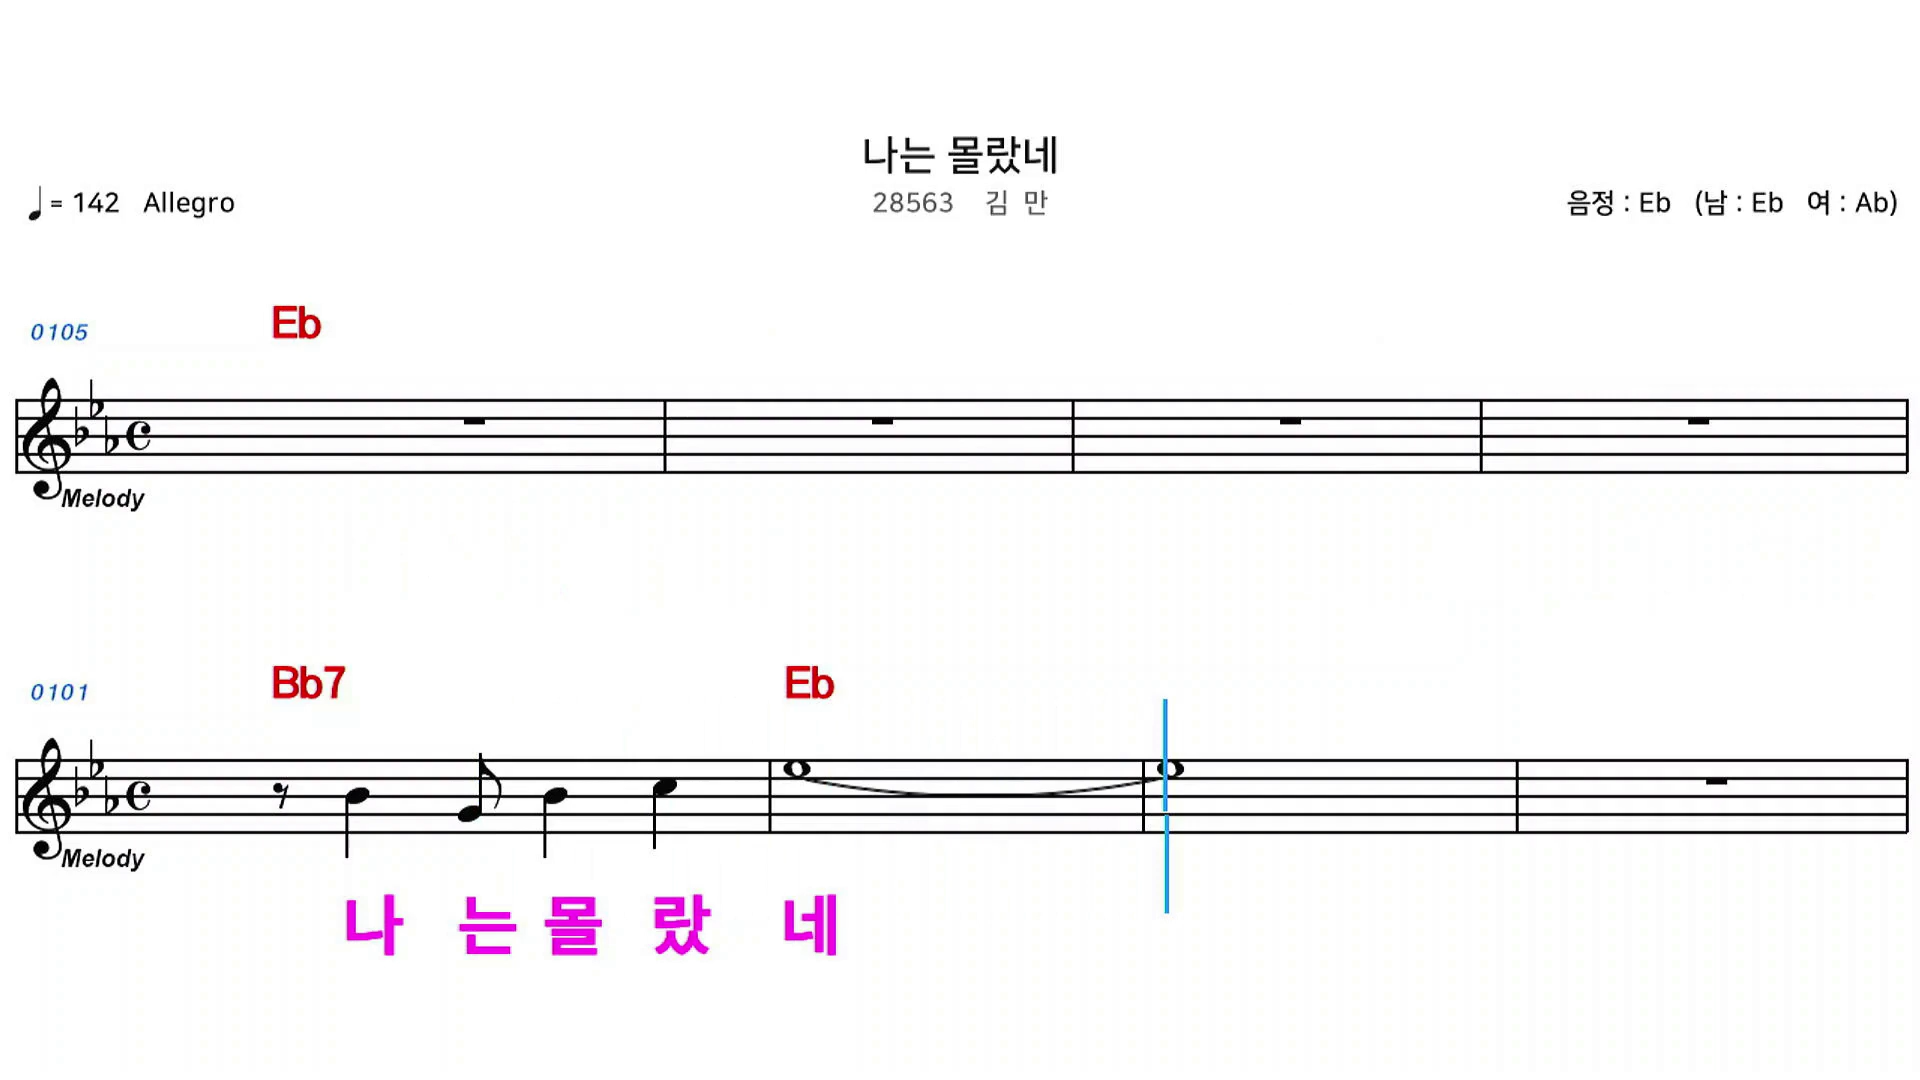 나는 몰랐네
= 142 Allegro 28563 김 만 음정 : Eb (남 : Eb 여 : Ab)
0105 Eb
Melody
0101 Bb7 Eb
Melody
나 는 몰 랐 네